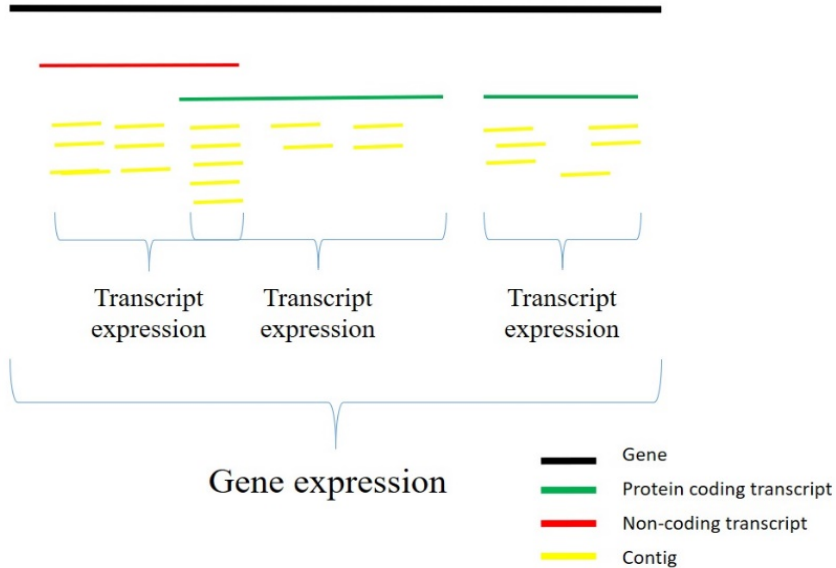 Transcript
expression
Transcript
expression
Transcript
expression
Gene expression
Gene
Protein coding transcript
Non-coding transcript
Contig